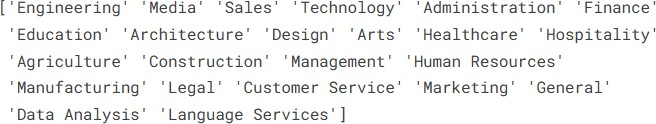 ['Engineering' 'Media' 'Sales' 'Technology' 'Administration' 'Finance'
'Education' 'Architecture' 'Design' 'Arts' 'Healthcare' 'Hospitality'
'Agriculture' 'Construction' 'Management' 'Human Resources'
'Manufacturing' 'Legal' 'Customer Service' 'Marketing' 'General'
'Data Analysis' 'Language Services']